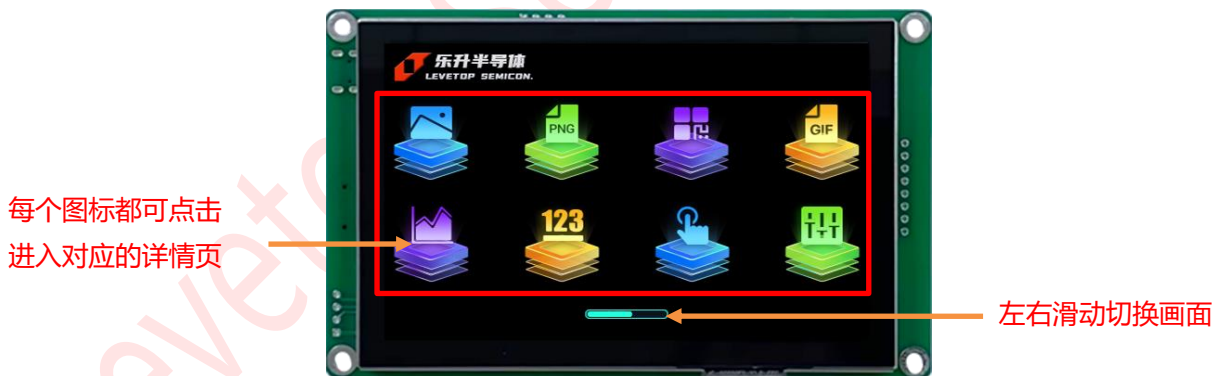 乐升半导体
LEVETOP SEMICON.
PNG
GIF
123
每个图标都可点击
进入对应的详情页
左右滑动切换画面